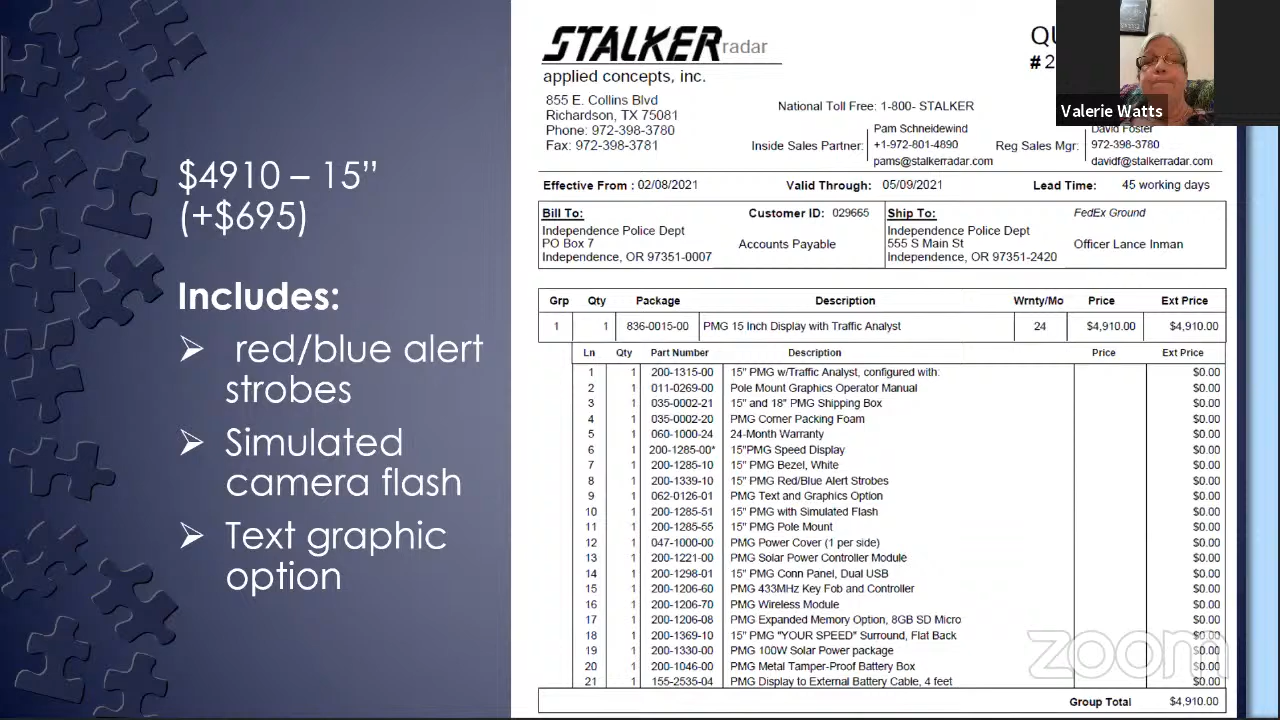 $4910 – 15”
(+$695)
Includes:
➢ red/blue alert
strobes
➢ Simulated
camera flash
➢ Text graphic
option
STALKER radar
applied concepts, inc.
855 E. Collins Blvd
Richardson, TX 75081
Phone: 972-398-3780
Fax: 972-398-3781
QU
#2
National Toll Free: 1-800- STALKER
Inside Sales Partner:
Pam Schneidewind
+1-972-801-4890
pams@stalkerradar.com
Reg Sales Mgr:
David Foster
972-398-3780
davidf@stalkerradar.com
Valerie Watts
Effective From : 02/08/2021 Valid Through: 05/09/2021 Lead Time: 45 working days
Bill To: Customer ID: 029665
Independence Police Dept
PO Box 7 Accounts Payable
Independence, OR 97351-0007
Ship To: FedEx Ground
Independence Police Dept
555 S Main St Officer Lance Inman
Independence, OR 97351-2420
Grp Qty Package Description Wrnty/Mo Price Ext Price
1 1 836-0015-00 PMG 15 Inch Display with Traffic Analyst 24 $4,910.00 $4,910.00
Ln Qty Part Number Description Price Ext Price
1 1 200-1315-00 15" PMG w/Traffic Analyst, configured with: $0.00
2 1 011-0269-00 Pole Mount Graphics Operator Manual $0.00
3 1 035-0002-21 15" and 18" PMG Shipping Box $0.00
4 1 035-0002-20 PMG Corner Packing Foam $0.00
5 1 060-1000-24 24-Month Warranty $0.00
6 1 200-1285-00* 15"PMG Speed Display $0.00
7 1 200-1285-10 15" PMG Bezel, White $0.00
8 1 200-1339-10 15" PMG Red/Blue Alert Strobes $0.00
9 1 062-0126-01 PMG Text and Graphics Option $0.00
10 1 200-1285-51 15" PMG with Simulated Flash $0.00
11 1 200-1285-55 15" PMG Pole Mount $0.00
12 1 047-1000-00 PMG Power Cover (1 per side) $0.00
13 1 200-1221-00 PMG Solar Power Controller Module $0.00
14 1 200-1298-01 15" PMG Conn Panel, Dual USB $0.00
15 1 200-1206-60 PMG 433MHz Key Fob and Controller $0.00
16 1 200-1206-70 PMG Wireless Module $0.00
17 1 200-1206-08 PMG Expanded Memory Option, 8GB SD Micro $0.00
18 1 200-1369-10 15" PMG "YOUR SPEED" Surround, Flat Back $0.00
19 1 200-1330-00 PMG 100W Solar Power package $0.00
20 1 200-1046-00 PMG Metal Tamper-Proof Battery Box $0.00
21 1 155-2535-04 PMG Display to External Battery Cable, 4 feet $0.00
Group Total $4,910.00
zoom